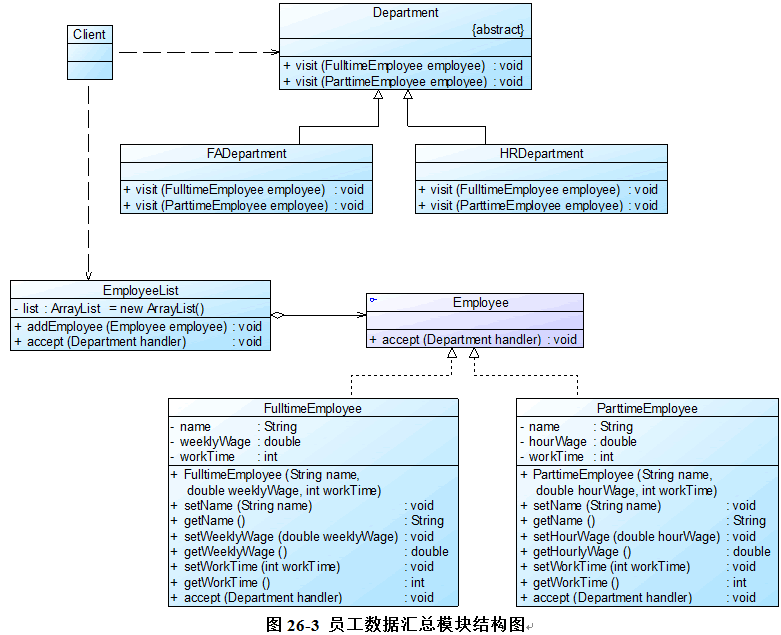 Client
Department
{abstract}
+ visit (FulltimeEmployee employee) : void
+ visit (ParttimeEmployee employee) : void
FADepartment
+ visit (FulltimeEmployee employee) : void
+ visit (ParttimeEmployee employee) : void
HRDepartment
+ visit (FulltimeEmployee employee) : void
+ visit (ParttimeEmployee employee) : void
EmployeeList
- list : ArrayList = new ArrayList()
+ addEmployee (Employee employee) : void
+ accept (Department handler) : void
Employee
+ accept (Department handler) : void
FulltimeEmployee
- name : String
- weeklyWage : double
- workTime : int
+ FulltimeEmployee (String name,
double weeklyWage, int workTime)
+ setName (String name) : void
+ getName () : String
+ setWeeklyWage (double weeklyWage) : void
+ getWeeklyWage () : double
+ setWorkTime (int workTime) : void
+ getWorkTime () : int
+ accept (Department handler) : void
ParttimeEmployee
- name : String
- hourWage : double
- workTime : int
+ ParttimeEmployee (String name,
double hourWage, int workTime)
+ setName (String name) : void
+ getName () : String
+ setHourWage (double hourWage) : void
+ getHourlyWage () : double
+ setWorkTime (int workTime) : void
+ getWorkTime () : int
+ accept (Department handler) : void
图 26-3 员工数据汇总模块结构图